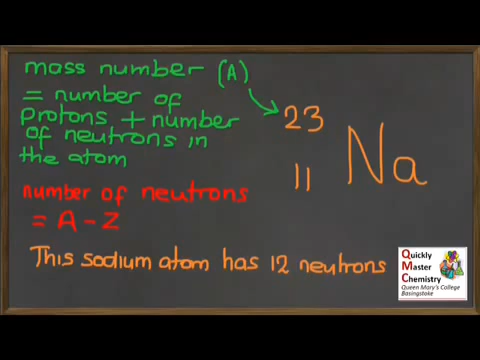 mass number (A)
= number of
protons + number
of neutrons in
the atom
23
11
Na
number of neutrons
= A - Z
This sodium atom has 12 neutrons
Quickly
Master
Chemistry
Queen Mary's College
Basingstoke